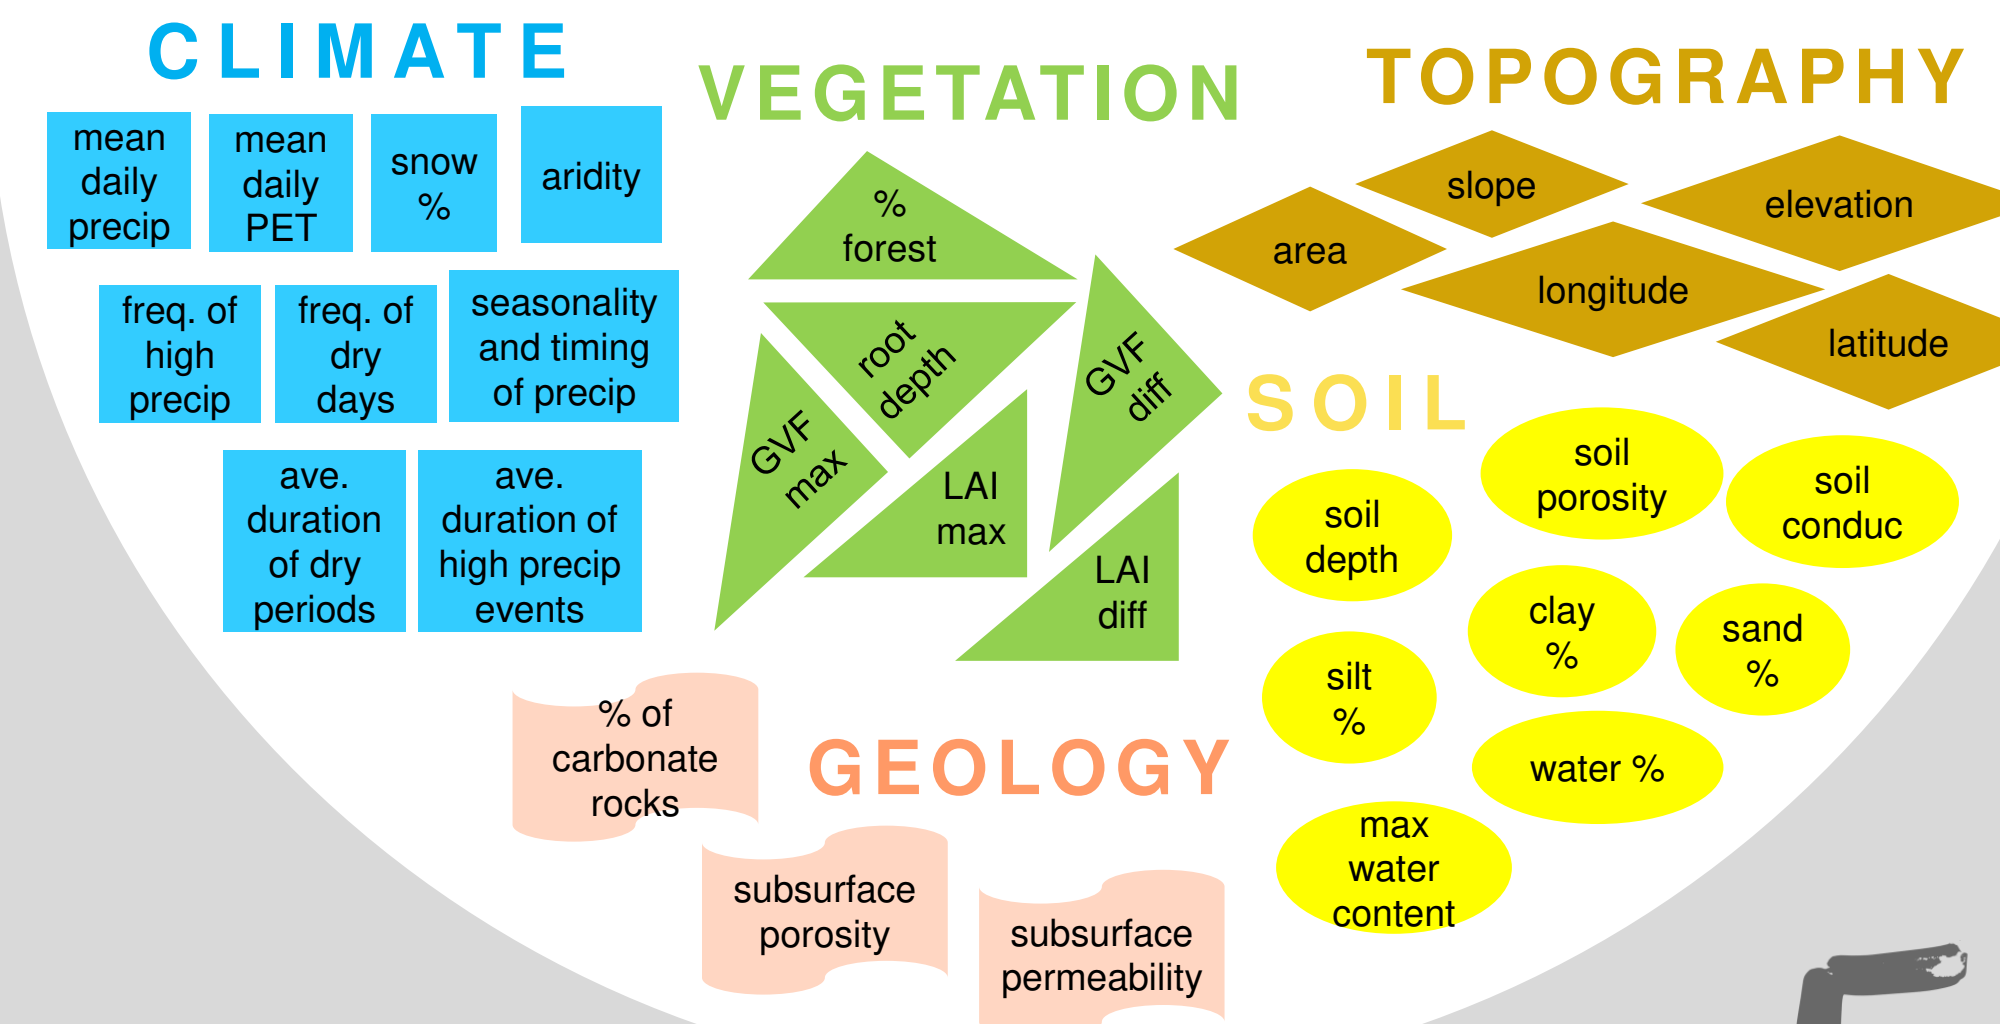 CLIMATE
mean
daily
precip
mean
daily
PET
snow
%
aridity
freq. of
high
precip
freq. of
dry
days
seasonality
and timing
of precip
ave.
duration
of dry
periods
ave.
duration of
high precip
events
VEGETATION
%
forest
root
depth
GVF
diff
GVF
max
LAI
max
LAI
diff
TOPOGRAPHY
slope
elevation
area
longitude
latitude
SOIL
soil
porosity
soil
conduc
soil
depth
clay
%
sand
%
silt
%
water %
max
water
content
GEOLOGY
% of
carbonate
rocks
subsurface
porosity
subsurface
permeability